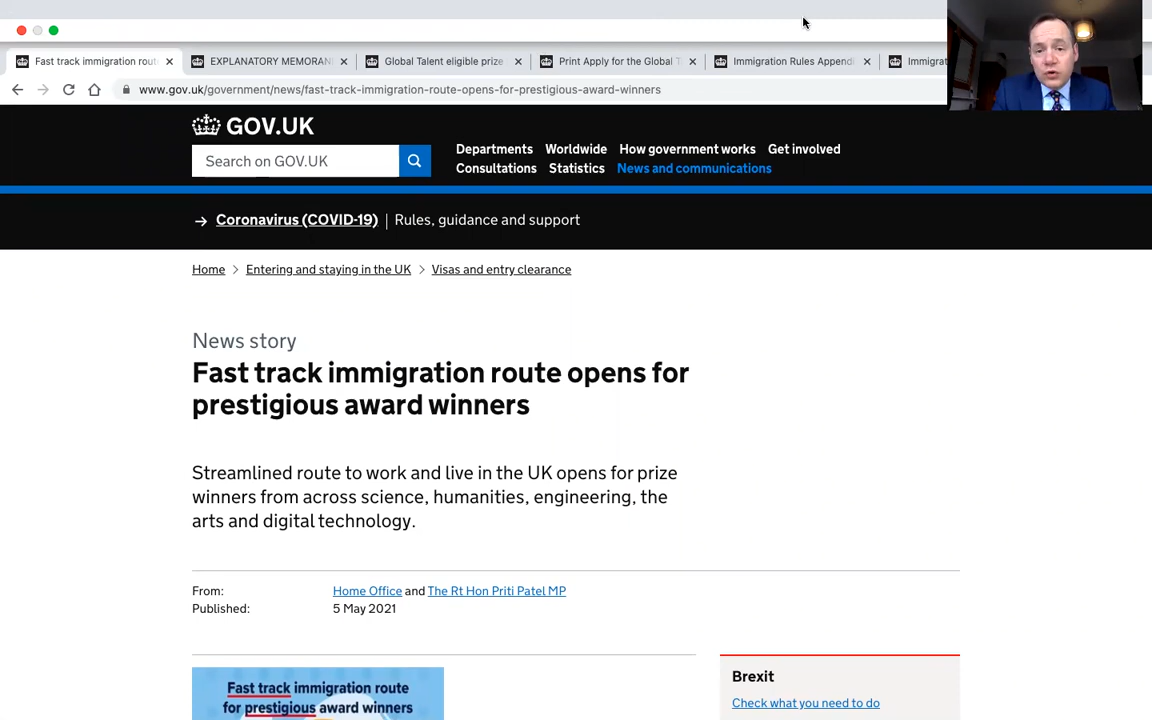 Fast track immigration rout
EXPLANATORY MEMORAN
Global Talent eligible prize
Print Apply for the Global T
Immigration Rules Appendi
Immigrat
www.gov.uk/government/news/fast-track-immigration-route-opens-for-prestigious-award-winners
GOV.UK
Search on GOV.UK
Departments Worldwide How government works Get involved
Consultations Statistics News and communications
→ Coronavirus (COVID-19) | Rules, guidance and support
Home > Entering and staying in the UK > Visas and entry clearance
News story
Fast track immigration route opens for
prestigious award winners
Streamlined route to work and live in the UK opens for prize
winners from across science, humanities, engineering, the
arts and digital technology.
From: Home Office and The Rt Hon Priti Patel MP
Published: 5 May 2021
Fast track immigration route
for prestigious award winners
Brexit
Check what you need to do